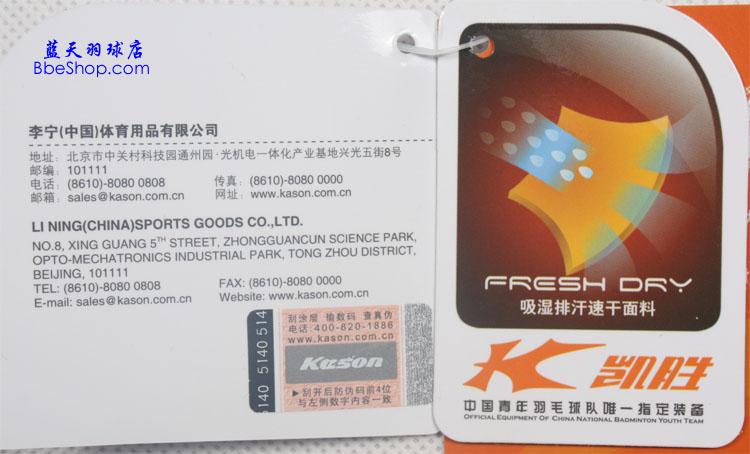 蓝天羽球店
BbeShop.com
李宁(中国)体育用品有限公司
地址: 北京市中关村科技园通州园·光机电一体化产业基地兴光五街8号
邮编: 101111
电话: (8610)-8080 0808 传真: (8610)-8080 0000
邮箱: sales@kason.com.cn 网址: www.kason.com.cn
LI NING(CHINA)SPORTS GOODS CO.,LTD.
NO.8, XING GUANG 5TH STREET, ZHONGGUANCUN SCIENCE PARK,
OPTO-MECHATRONICS INDUSTRIAL PARK, TONG ZHOU DISTRICT,
BEIJING, 101111
TEL: (8610)-8080 0808 FAX: (8610)-8080 0000
E-mail: sales@kason.com.cn Website: www.kason.com.cn
5140 5140 514
刮涂层 输数码 查真伪
电话:400-820-1886
www.kason.com.cn
Kason
▶刮开后防伪码前4位
与左侧数字内容一致
FRESH DRY
吸湿排汗速干面料
凯胜
中国青年羽毛球队唯一指定装备
OFFICIAL EQUIPMENT OF CHINA NATIONAL BADMINTON YOUTH TEAM